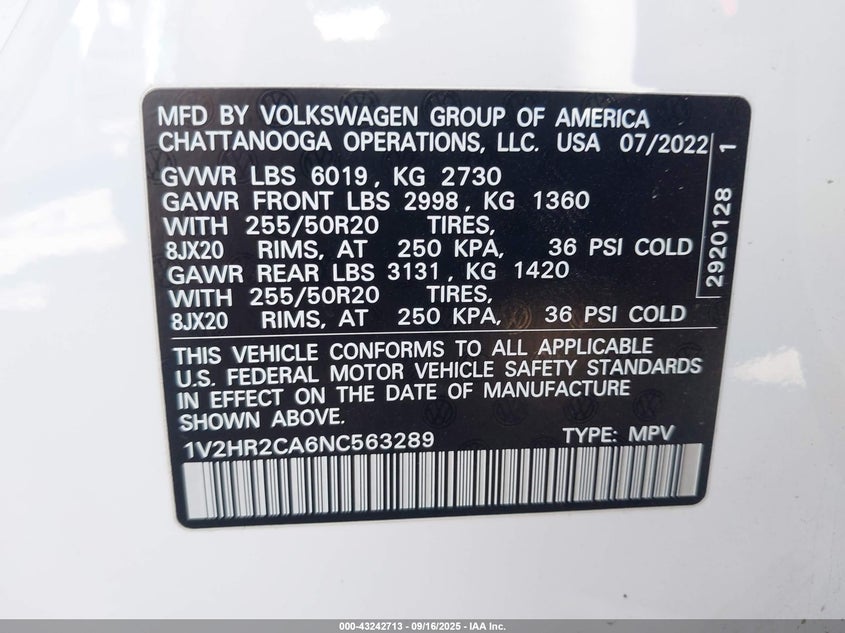 MFD BY VOLKSWAGEN GROUP OF AMERICA
CHATTANOOGA OPERATIONS, LLC. USA 07/2022
GVWR LBS 6019, KG 2730
GAWR FRONT LBS 2998, KG 1360
WITH 255/50R20 TIRES,
8JX20 RIMS, AT 250 KPA, 36 PSI COLD
GAWR REAR LBS 3131, KG 1420
WITH 255/50R20 TIRES,
8JX20 RIMS, AT 250 KPA, 36 PSI COLD
2920128 1
THIS VEHICLE CONFORMS TO ALL APPLICABLE
U.S. FEDERAL MOTOR VEHICLE SAFETY STANDARDS
IN EFFECT ON THE DATE OF MANUFACTURE
SHOWN ABOVE.
1V2HR2CA6NC563289 TYPE: MPV
000-43242713 - 09/16/2025 - IAA Inc.